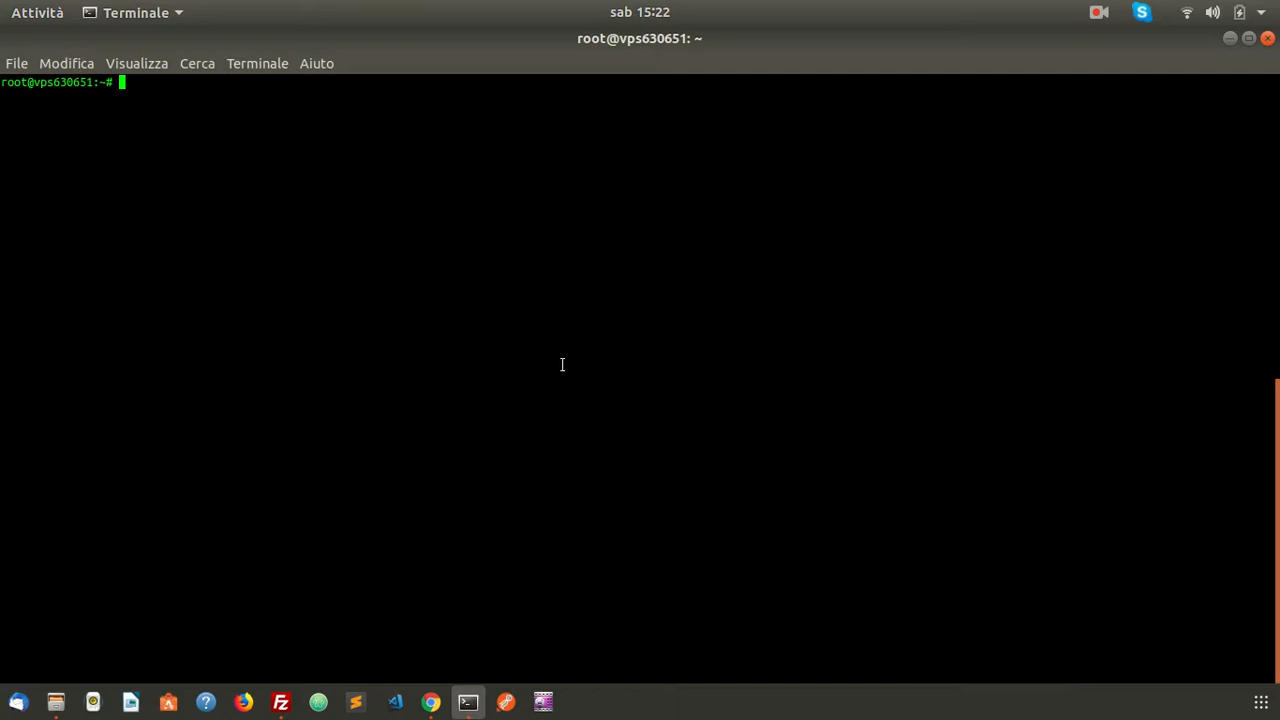 Attività Terminale sab 15:22
root@vps630651: ~
File Modifica Visualizza Cerca Terminale Aiuto
root@vps630651:~#